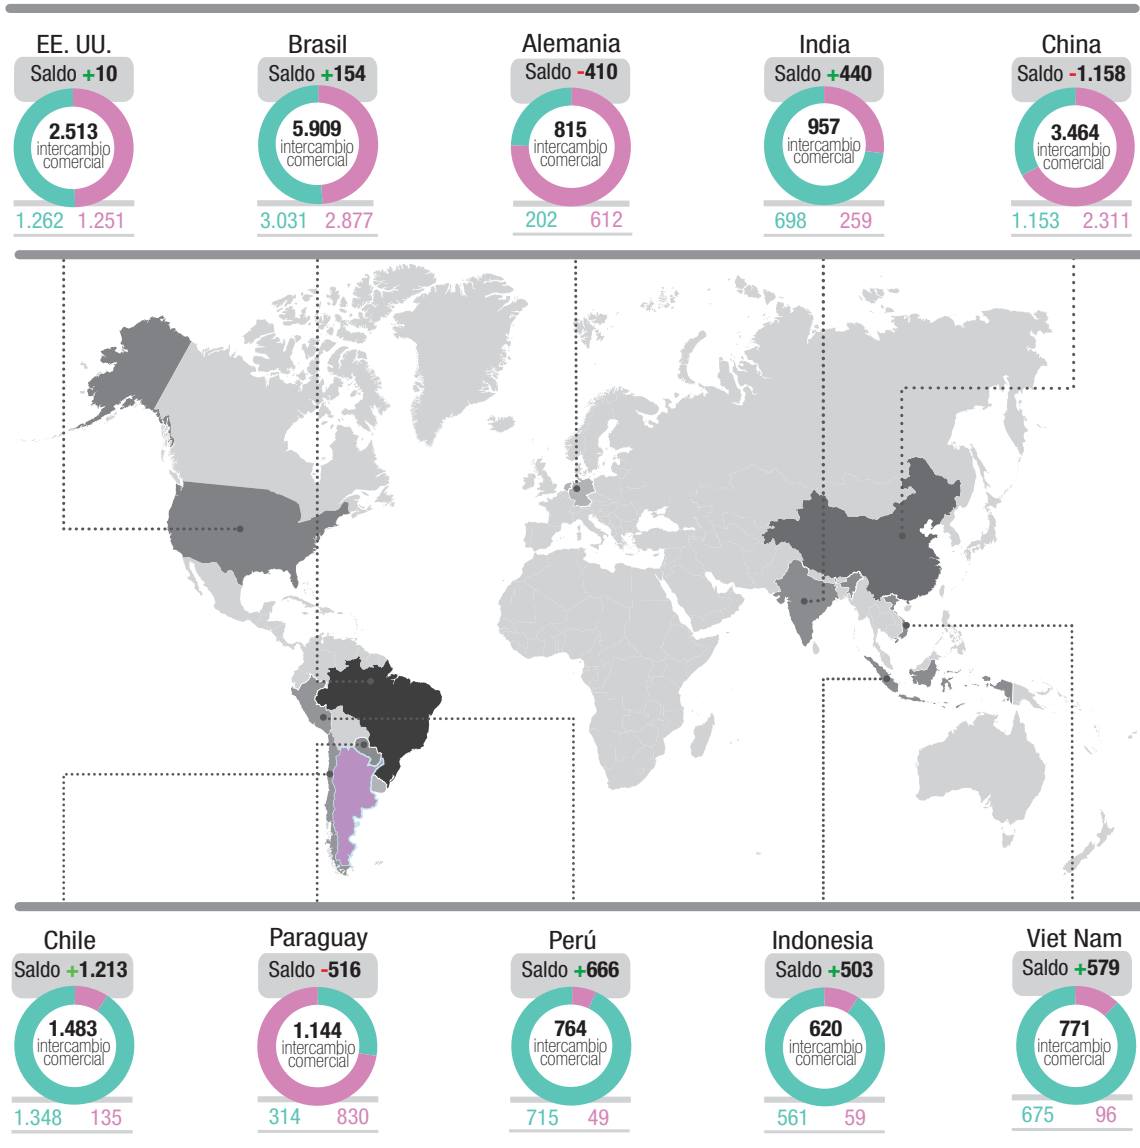 EE. UU.
Saldo +10
2.513
intercambio
comercial
1.262 1.251
Brasil
Saldo +154
5.909
intercambio
comercial
3.031 2.877
Alemania
Saldo -410
815
intercambio
comercial
202 612
India
Saldo +440
957
intercambio
comercial
698 259
China
Saldo -1.158
3.464
intercambio
comercial
1.153 2.311
Chile
Saldo +1.213
1.483
intercambio
comercial
1.348 135
Paraguay
Saldo -516
1.144
intercambio
comercial
314 830
Perú
Saldo +666
764
intercambio
comercial
715 49
Indonesia
Saldo +503
620
intercambio
comercial
561 59
Viet Nam
Saldo +579
771
intercambio
comercial
675 96